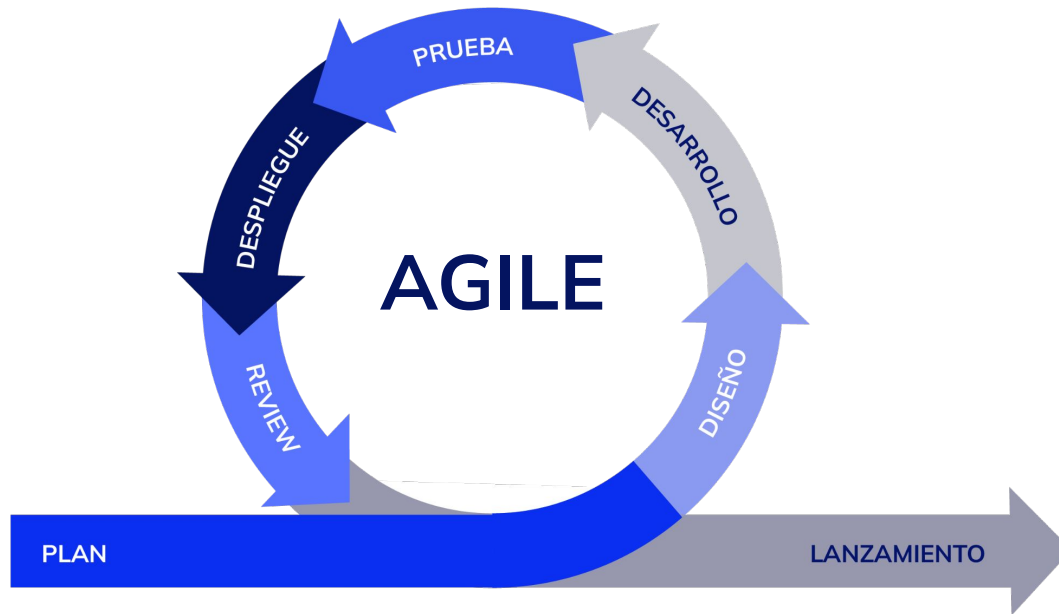 PRUEBA
DESARROLLO
DESPLIEGUE
AGILE
REVIEW
DISEÑO
PLAN
LANZAMIENTO